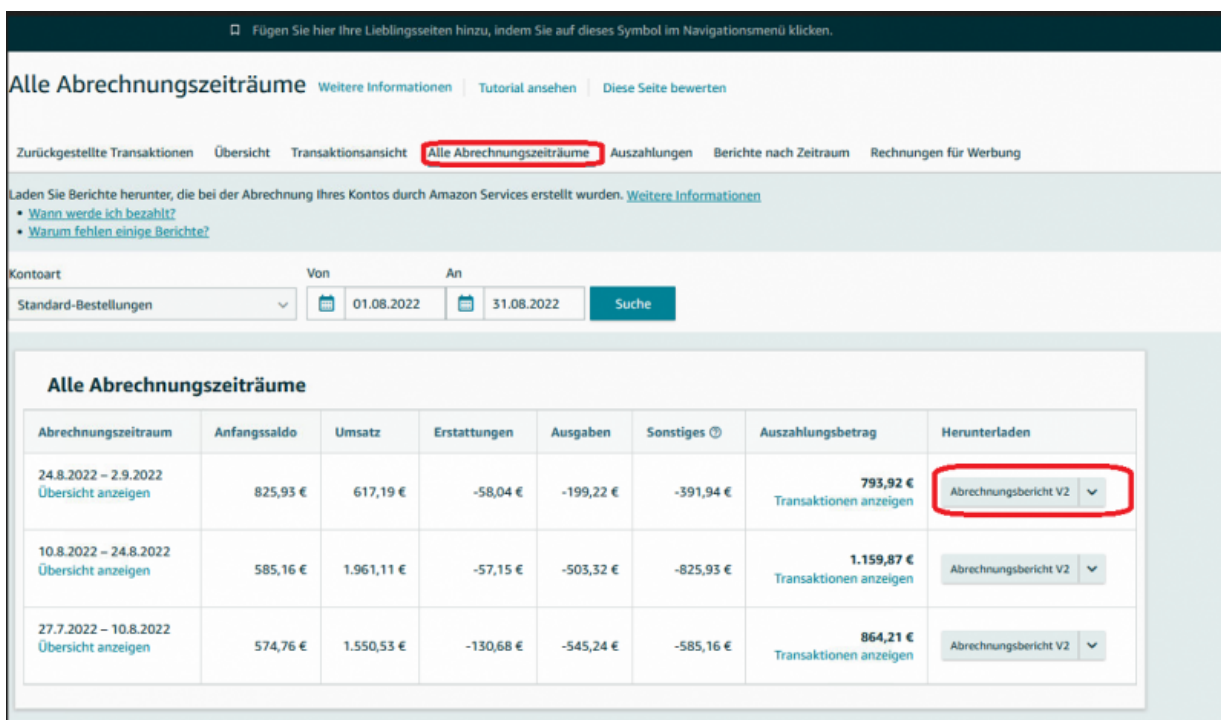 Fügen Sie hier Ihre Lieblingsseiten hinzu, indem Sie auf dieses Symbol im Navigationsmenü klicken.
Alle Abrechnungszeiträume Weitere Informationen Tutorial ansehen Diese Seite bewerten
Zurückgestellte Transaktionen Übersicht Transaktionsansicht Alle Abrechnungszeiträume Auszahlungen Berichte nach Zeitraum Rechnungen für Werbung
Laden Sie Berichte herunter, die bei der Abrechnung Ihres Kontos durch Amazon Services erstellt wurden. Weitere Informationen
• Wann werde ich bezahlt?
• Warum fehlen einige Berichte?
Kontoart Von An
Standard-Bestellungen 01.08.2022 31.08.2022 Suche
Alle Abrechnungszeiträume
Abrechnungszeitraum Anfangssaldo Umsatz Erstattungen Ausgaben Sonstiges Auszahlungsbetrag Herunterladen
24.8.2022 – 2.9.2022
Übersicht anzeigen
825,93 € 617,19 € -58,04 € -199,22 € -391,94 €
793,92 €
Transaktionen anzeigen
Abrechnungsbericht V2
10.8.2022 – 24.8.2022
Übersicht anzeigen
585,16 € 1.961,11 € -57,15 € -503,32 € -825,93 €
1.159,87 €
Transaktionen anzeigen
Abrechnungsbericht V2
27.7.2022 – 10.8.2022
Übersicht anzeigen
574,76 € 1.550,53 € -130,68 € -545,24 € -585,16 €
864,21 €
Transaktionen anzeigen
Abrechnungsbericht V2